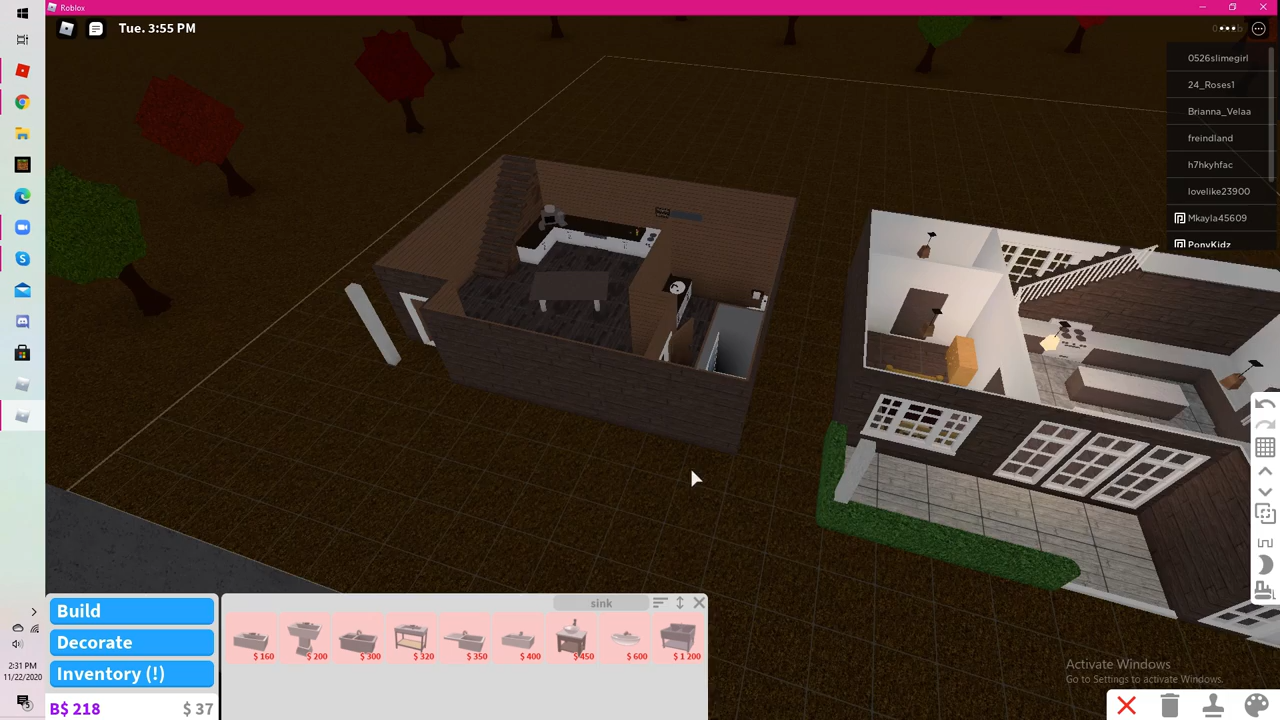 Roblox
Tue. 3:55 PM
0526slimegirl
24_Roses1
Brianna_Velaa
freindland
h7hkyhfac
lovelike23900
Mkayla45609
PonyKidz
Build
Decorate
Inventory (!)
B$ 218
$ 37
sink
$ 160
$ 200
$ 300
$ 320
$ 350
$ 400
$ 450
$ 600
$ 1 200
2:31 PM
11/22/2020
Activate Windows
Go to Settings to activate Windows.